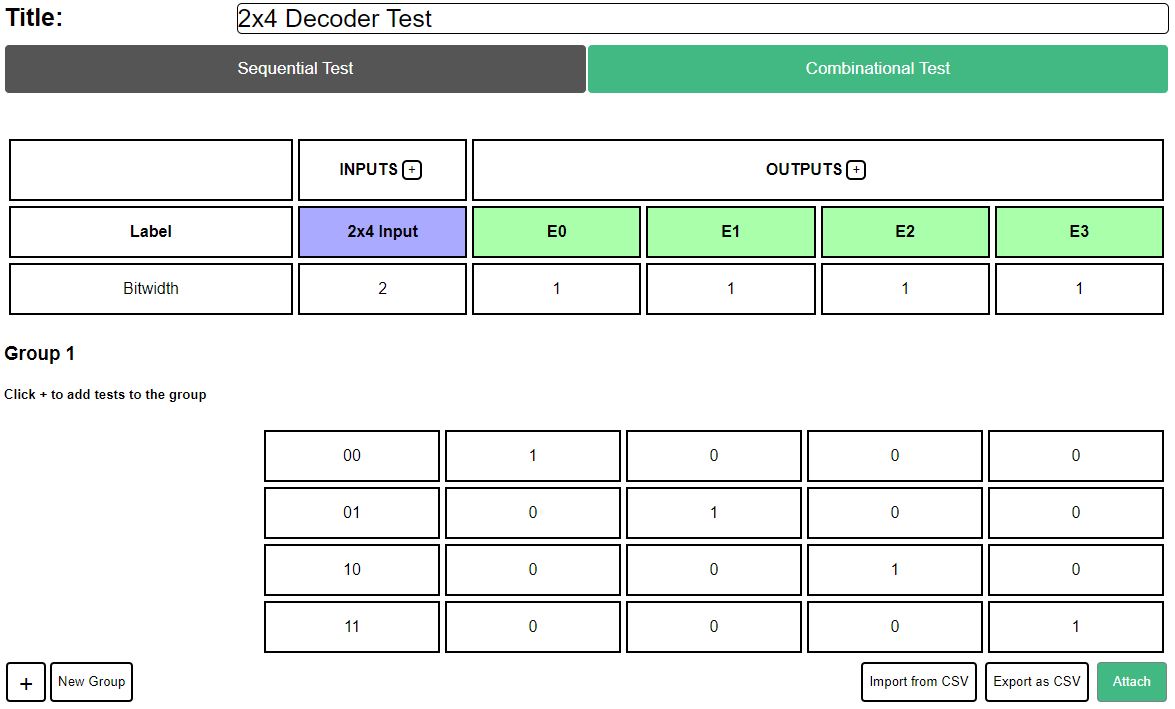 Title: 2x4 Decoder Test
Sequential Test Combinational Test
INPUTS + OUTPUTS +
Label 2x4 Input E0 E1 E2 E3
Bitwidth 2 1 1 1 1
Group 1
Click + to add tests to the group
00 1 0 0 0
01 0 1 0 0
10 0 0 1 0
11 0 0 0 1
+ New Group Import from CSV Export as CSV Attach